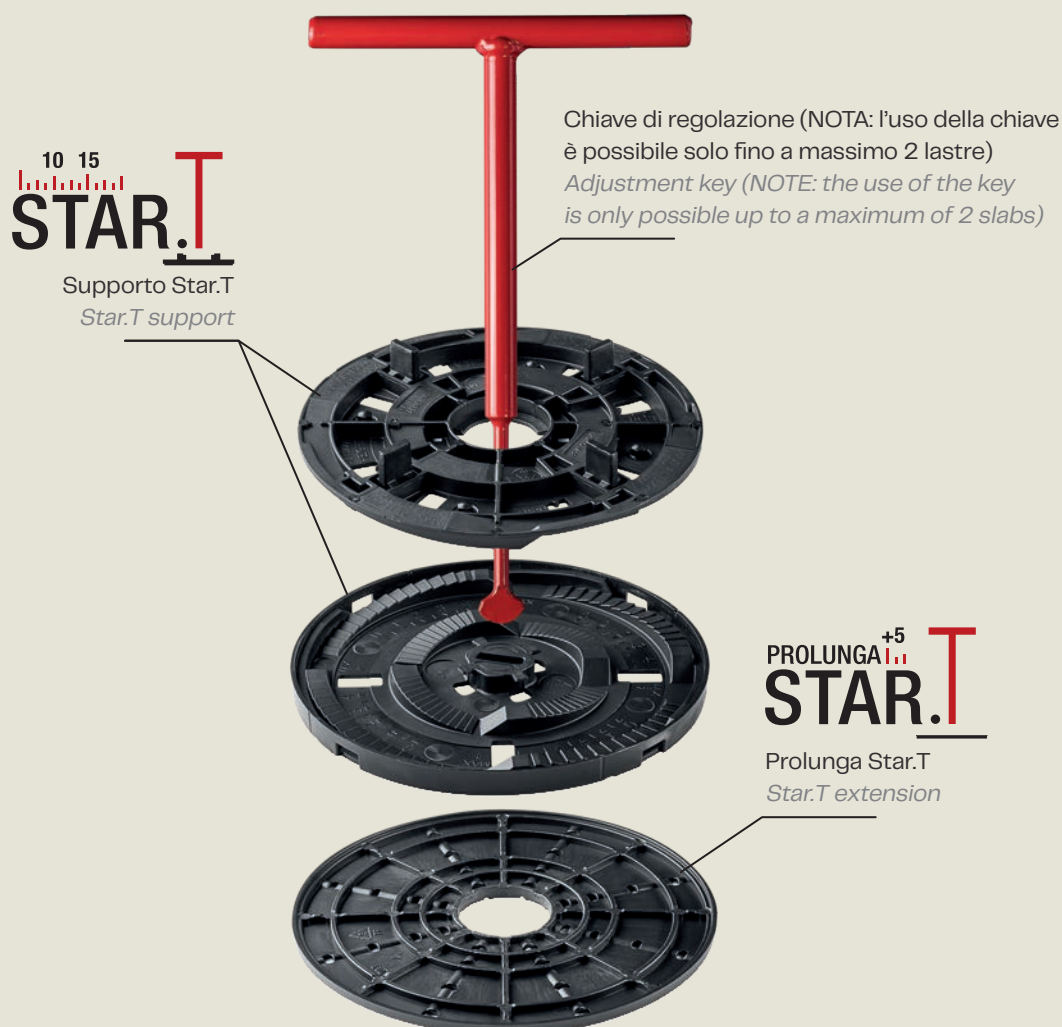 Chiave di regolazione (NOTA: l'uso della chiave
è possibile solo fino a massimo 2 lastre)
Adjustment key (NOTE: the use of the key
is only possible up to a maximum of 2 slabs)
10 15
STAR.T
Supporto Star.T
Star.T support
PROLUNGA +5
STAR.T
Prolunga Star.T
Star.T extension